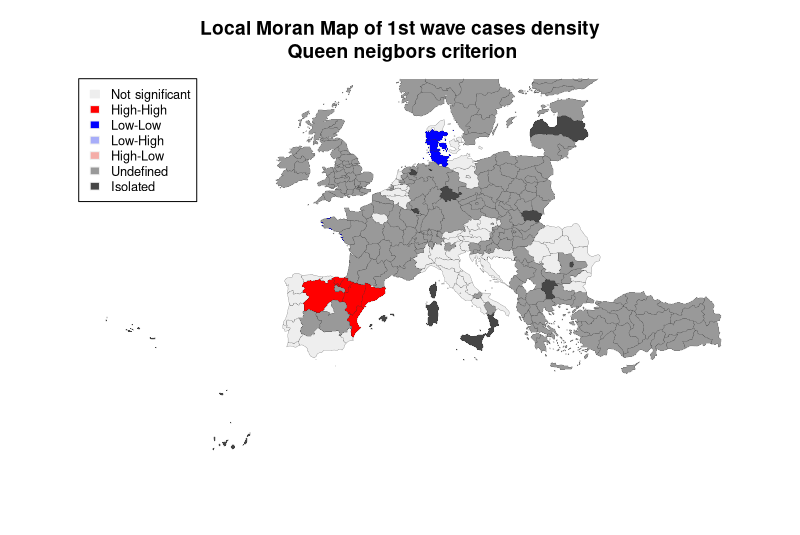 Local Moran Map of 1st wave cases density
Queen neigbors criterion
Not significant
High-High
Low-Low
Low-High
High-Low
Undefined
Isolated